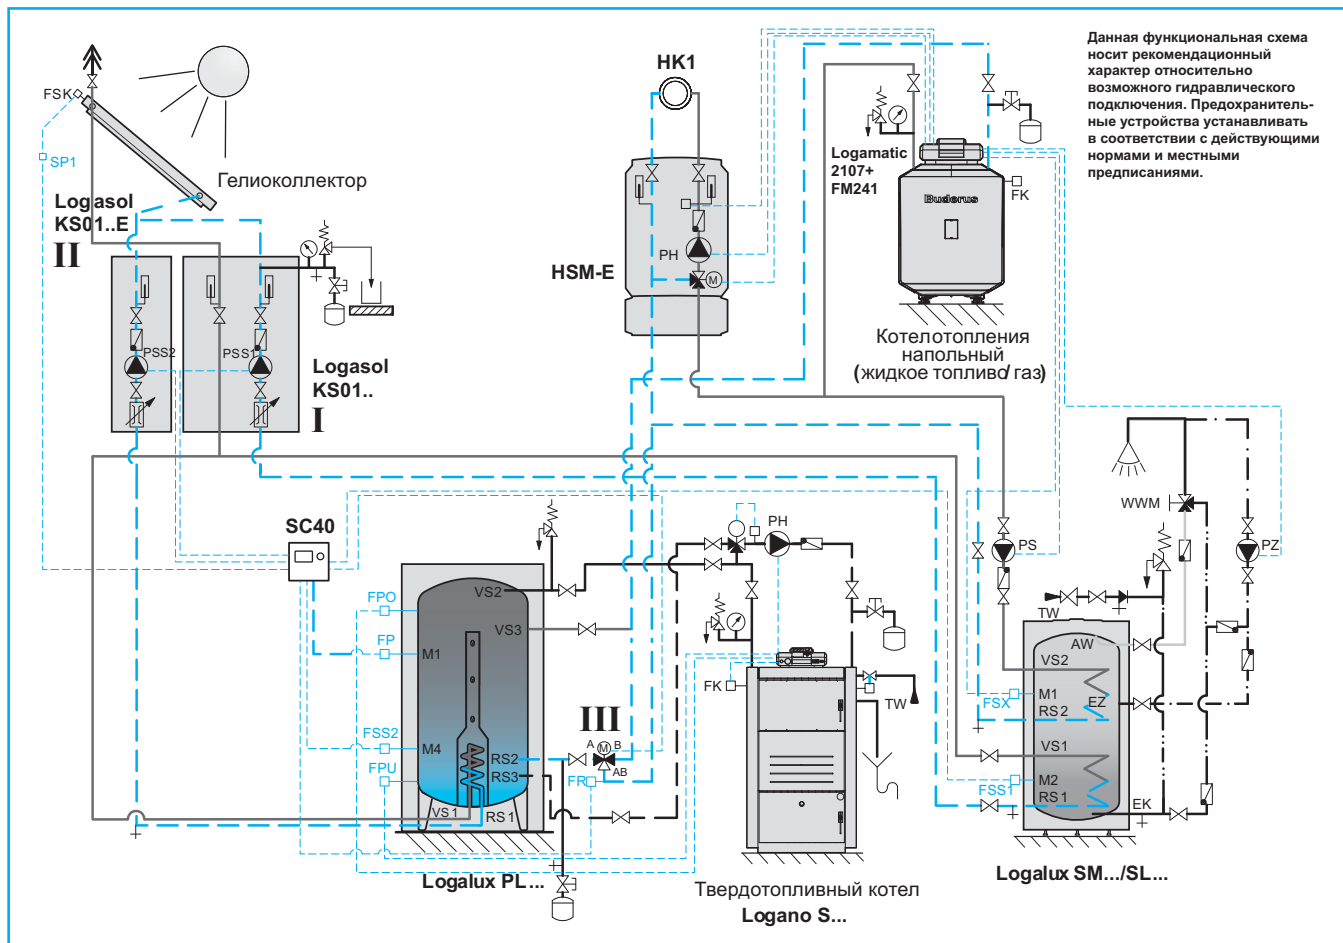 Данная функциональная схема
носит рекомендационный
характер относительно
возможного гидравлического
подключения. Предохранитель-
ные устройства устанавливать
в соответствии с действующими
нормами и местными
предписаниями.
HK1
FSK
SP1
Гелиоколлектор
Logasol
KS01..E
II
Logamatic
2107+
FM241
Buderus
FK
PH
M
HSM-E
Котел отопления
напольный
(жидкое топливо/ газ)
PSS2
PSS1
Logasol
KS01..
I
WWM
SC40
PH
PS
PZ
FPO
VS2
FP
VS3
M1
TW
AW
VS2
FK
TW
M1
FSX
EZ
RS2
III
FSS2
M4
A
M
B
RS2
AB
VS1
FPU
RS3
FR
M2
FSS1
RS1
VS1
RS1
EK
Logalux PL...
Твердотопливный котел
Logano S...
Logalux SM.../SL...